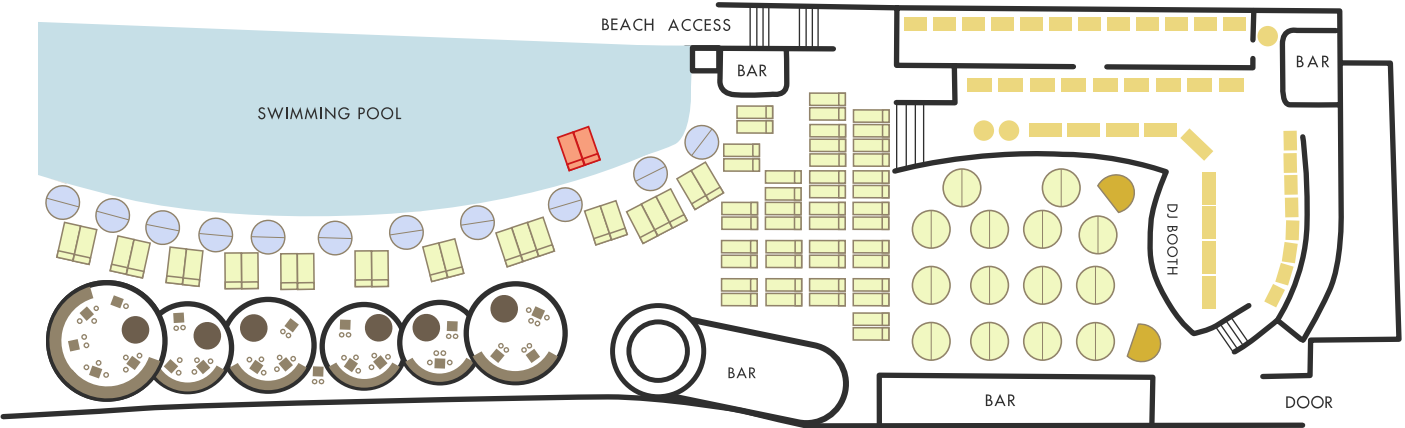 BEACH ACCESS
BAR
BAR
SWIMMING POOL
DJ BOOTH
BAR
BAR
DOOR